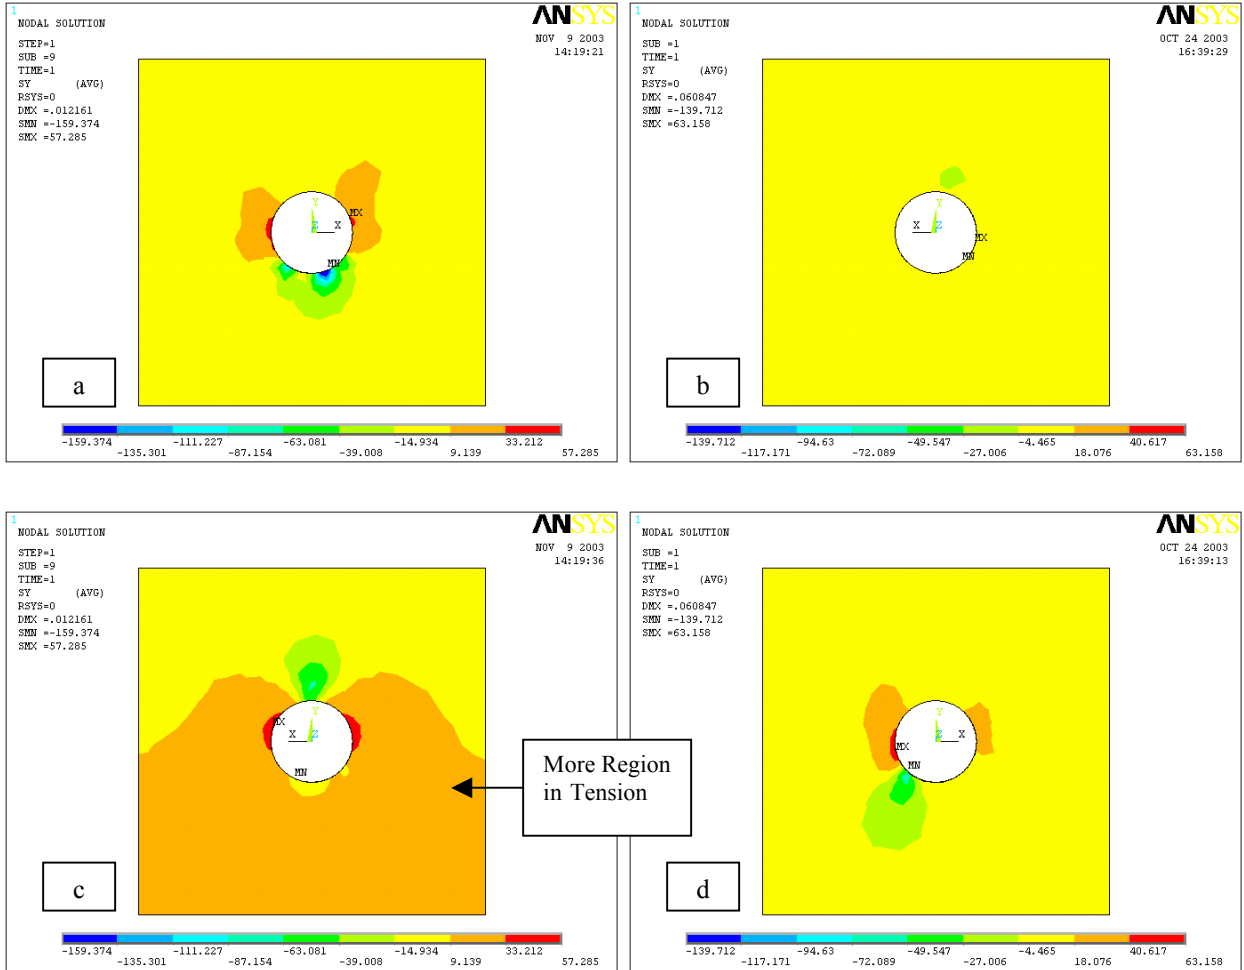 1
NODAL SOLUTION
STEP=1
SUB =9
TIME=1
SY (AVG)
RSYS=0
DMX =.012161
SMN =-159.374
SMX =57.285
ANSYS
NOV 9 2003
14:19:21
Y
Z X
MX
MN
a
-159.374 -111.227 -63.081 -14.934 33.212
-135.301 -87.154 -39.008 9.139 57.285
1
NODAL SOLUTION
SUB =1
TIME=1
SY (AVG)
RSYS=0
DMX =.060847
SMN =-139.712
SMX =63.158
ANSYS
OCT 24 2003
16:39:29
Y
X Z
MX
MN
b
-139.712 -94.63 -49.547 -4.465 40.617
-117.171 -72.089 -27.006 18.076 63.158
1
NODAL SOLUTION
STEP=1
SUB =9
TIME=1
SY (AVG)
RSYS=0
DMX =.012161
SMN =-159.374
SMX =57.285
ANSYS
NOV 9 2003
14:19:36
Y
MX
X Z
MN
More Region
in Tension
c
-159.374 -111.227 -63.081 -14.934 33.212
-135.301 -87.154 -39.008 9.139 57.285
1
NODAL SOLUTION
SUB =1
TIME=1
SY (AVG)
RSYS=0
DMX =.060847
SMN =-139.712
SMX =63.158
ANSYS
OCT 24 2003
16:39:13
Y
Z X
MX
MN
d
-139.712 -94.63 -49.547 -4.465 40.617
-117.171 -72.089 -27.006 18.076 63.158